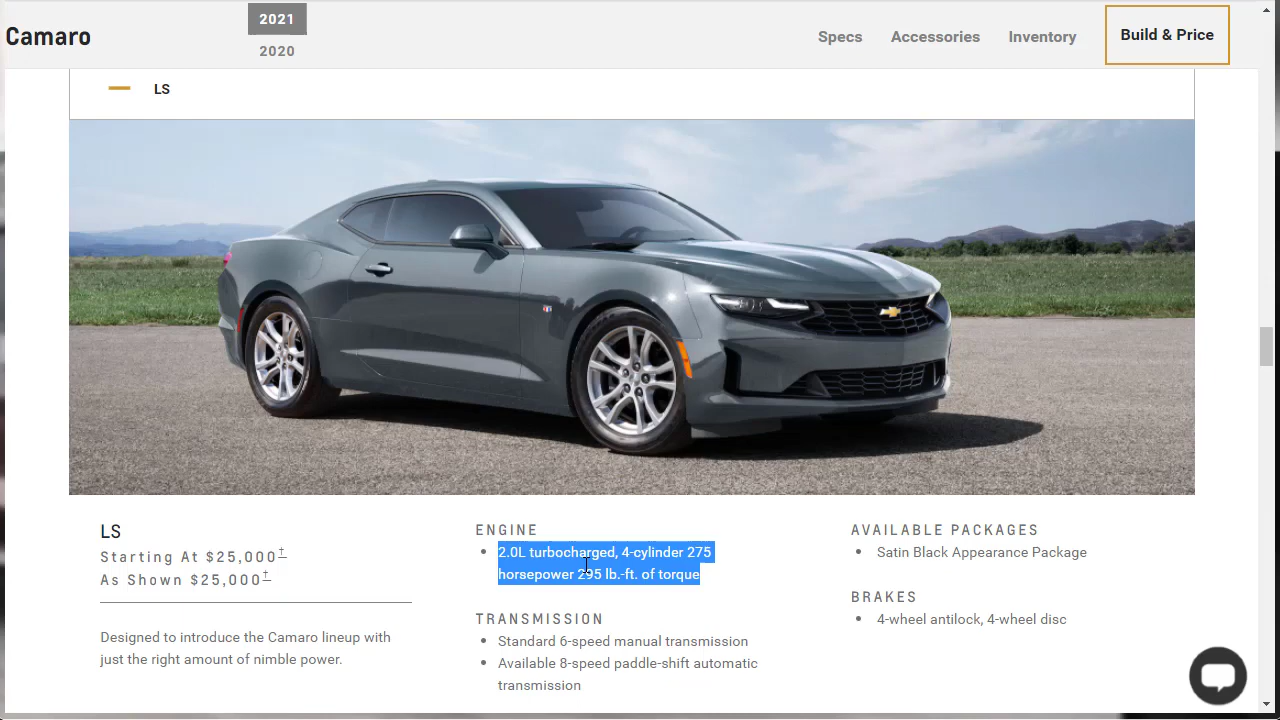 Camaro
2021
2020
Specs
Accessories
Inventory
Build & Price
LS
LS
Starting At $25,000†
As Shown $25,000†
Designed to introduce the Camaro lineup with
just the right amount of nimble power.
ENGINE
• 2.0L turbocharged, 4-cylinder 275
horsepower 295 lb.-ft. of torque
TRANSMISSION
• Standard 6-speed manual transmission
• Available 8-speed paddle-shift automatic
transmission
AVAILABLE PACKAGES
• Satin Black Appearance Package
BRAKES
• 4-wheel antilock, 4-wheel disc